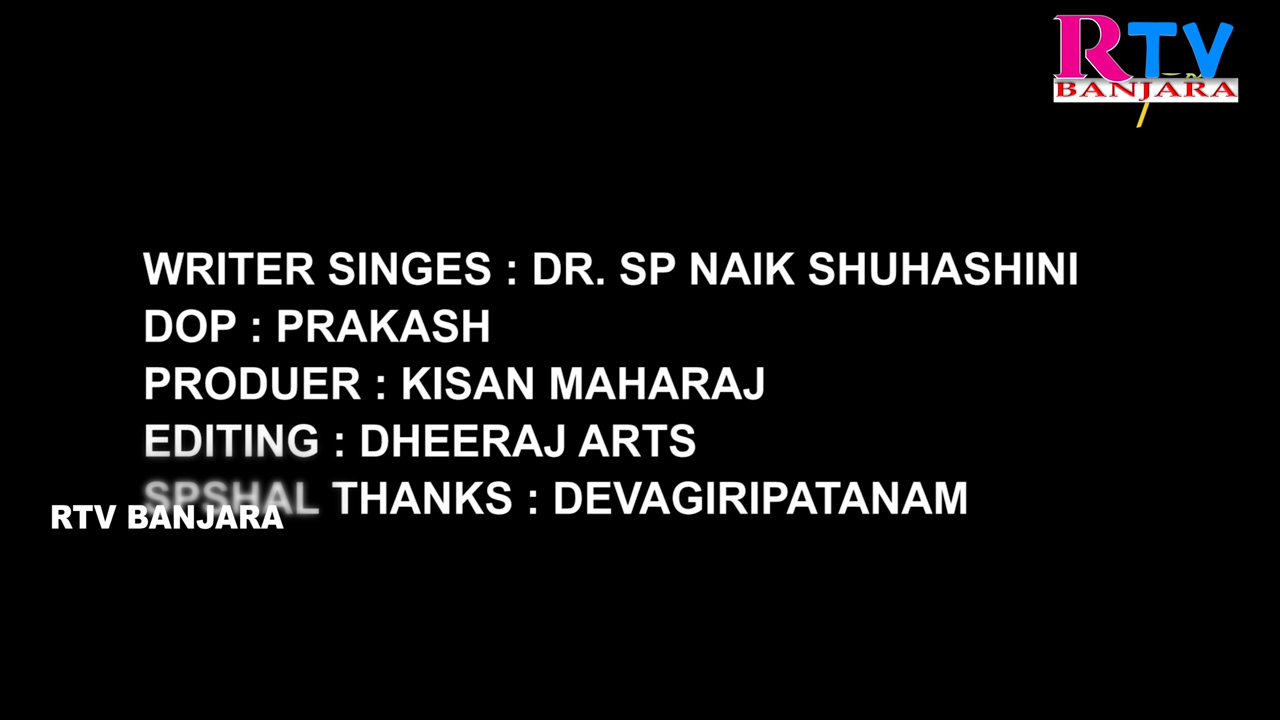 RTV
BANJARA
WRITER SINGES : DR. SP NAIK SHUHASHINI
DOP : PRAKASH
PRODUER : KISAN MAHARAJ
EDITING : DHEERAJ ARTS
SPSHAL THANKS : DEVAGIRIPATANAM
RTV BANJARA